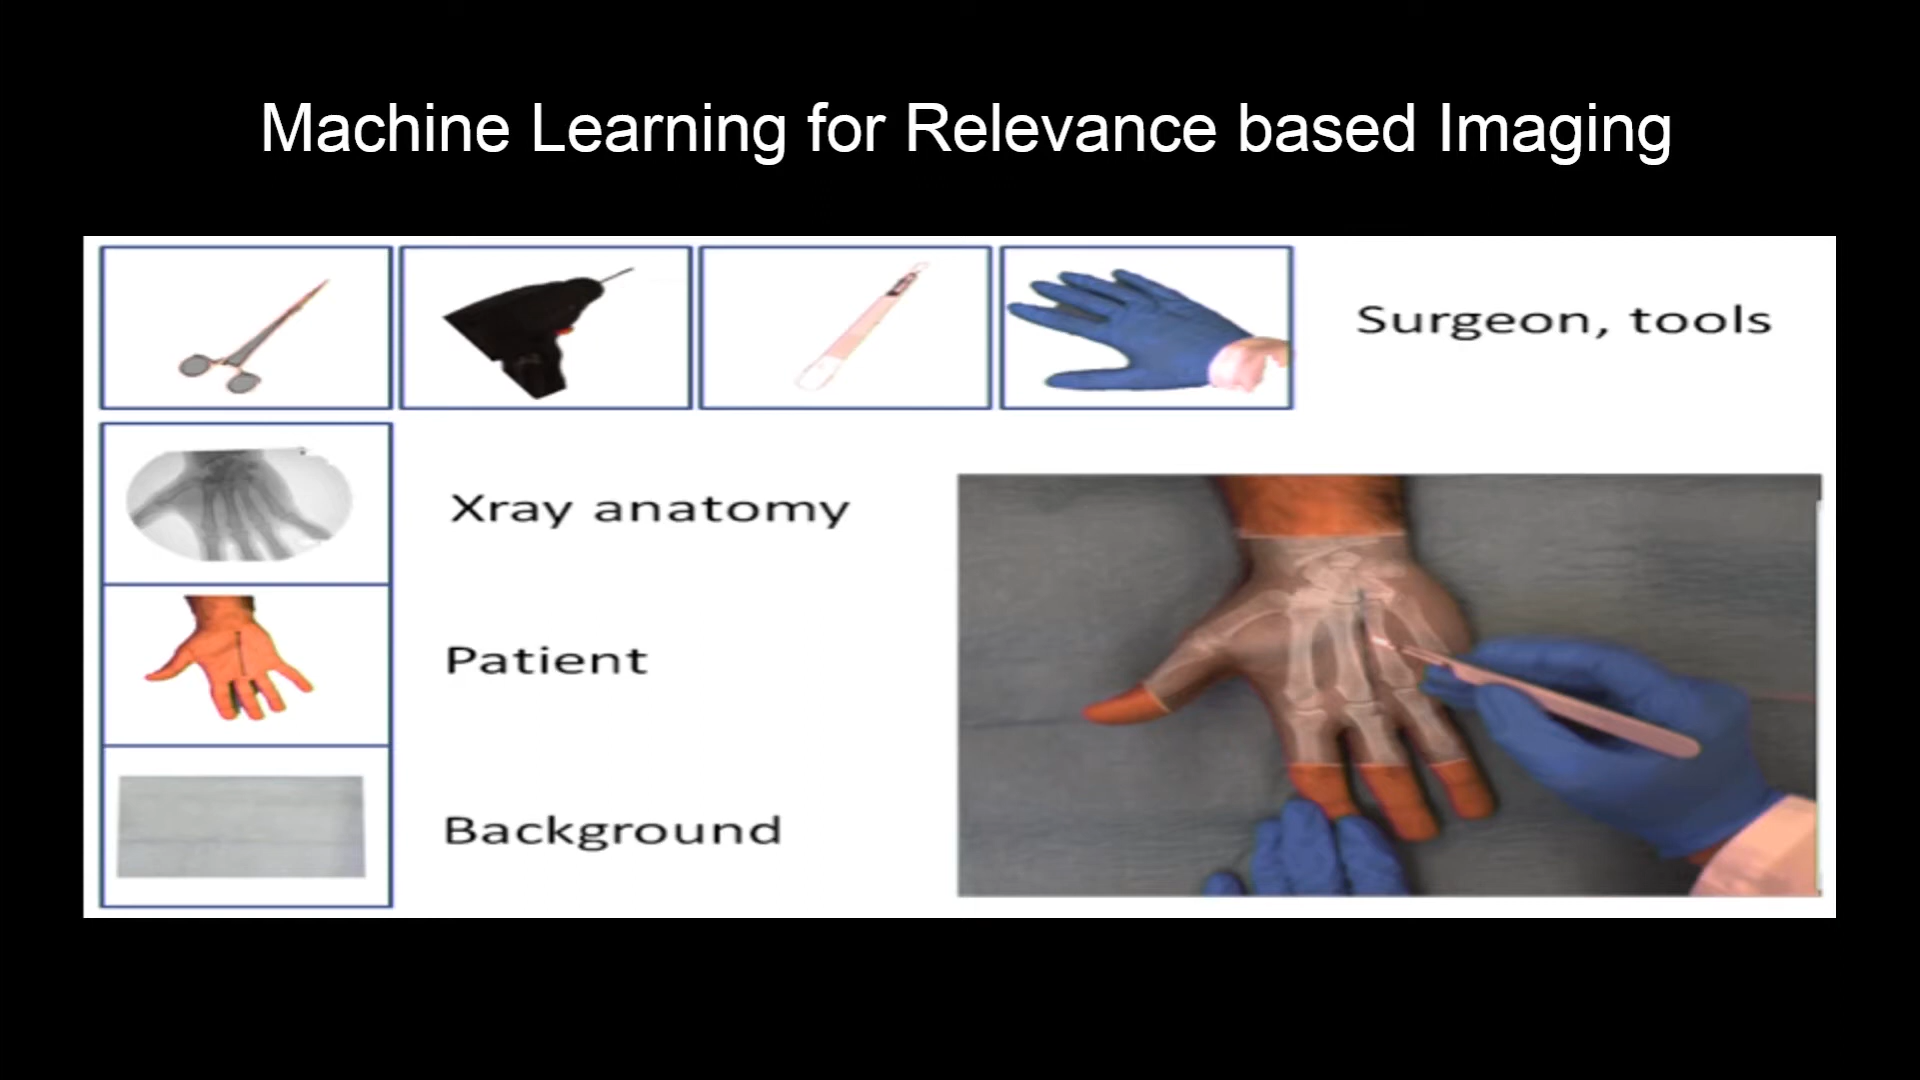 Machine Learning for Relevance based Imaging
Surgeon, tools
Xray anatomy
Patient
Background